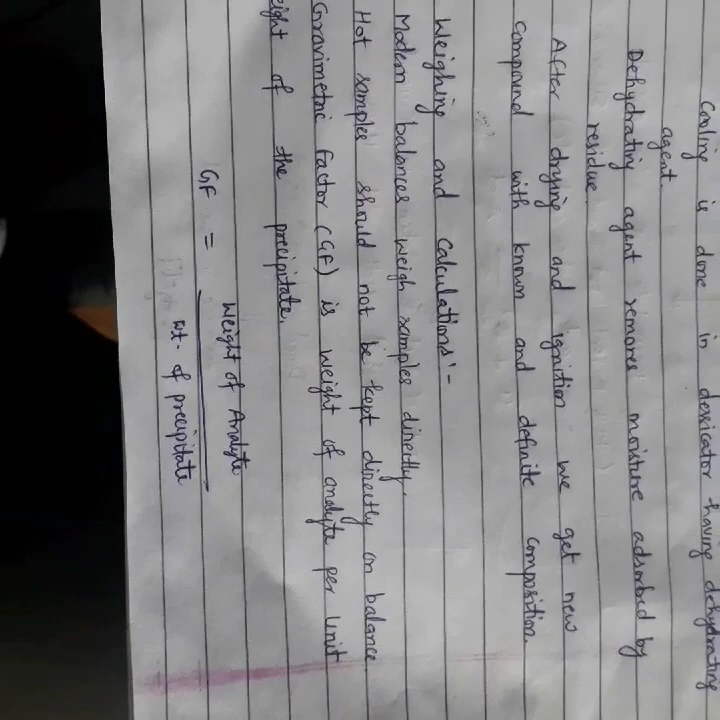 Cooling is done in dessicator having dehydrating
agent
Dehydrating agent removes moisture adsorbed by
residue.
After drying and ignition we get new
compound with known and definite composition.
Weighing and calculations:-
Modern balances weigh samples directly.
Hot samples should not be kept directly on balance.
Gravimetric factor (GF) is weight of analyte per unit
eight of the precipitate.
GF = Weight of Analyte
wt. of precipitate